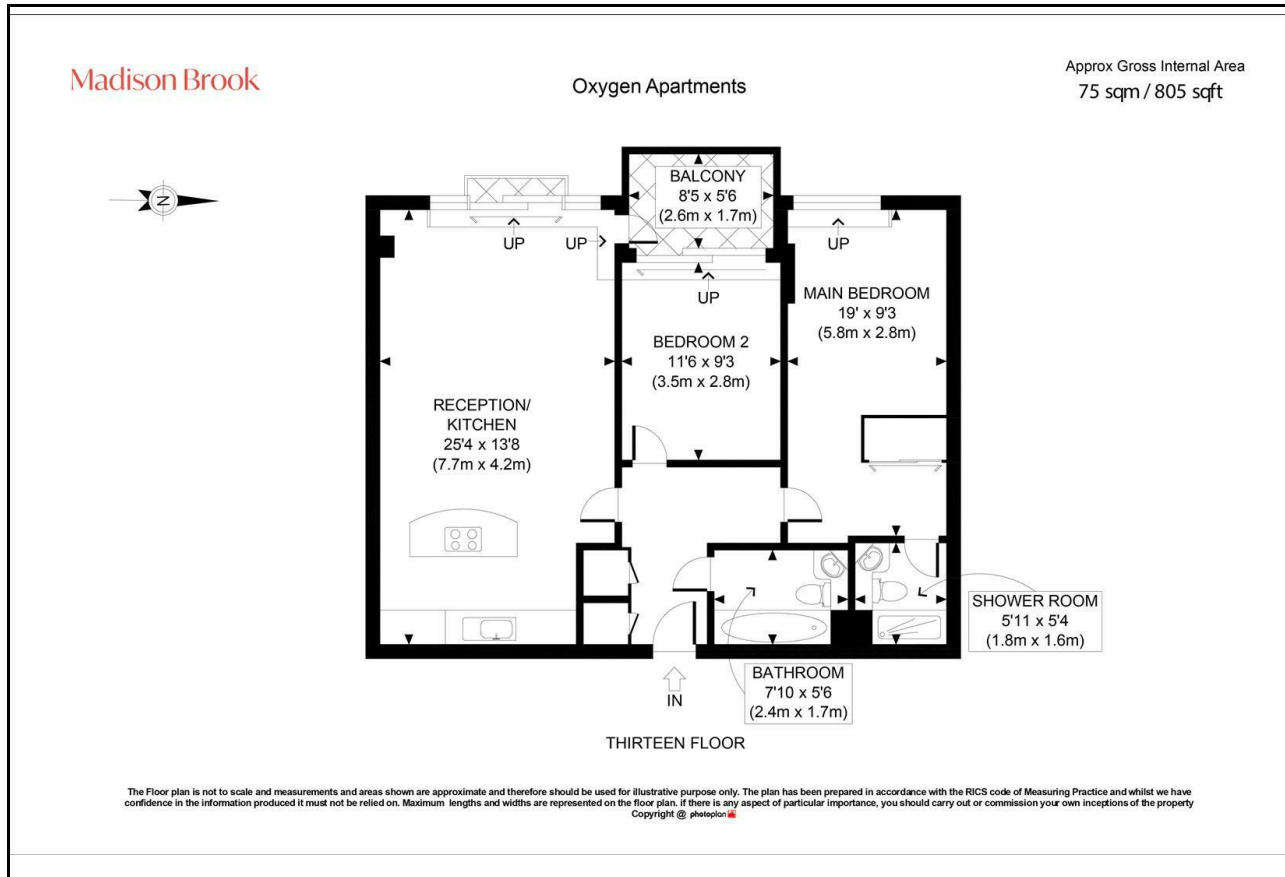 Madison Brook
Oxygen Apartments
Approx Gross Internal Area
75 sqm / 805 sqft
N
BALCONY
8'5 x 5'6
(2.6m x 1.7m)
UP
UP
UP
UP
MAIN BEDROOM
19' x 9'3
(5.8m x 2.8m)
BEDROOM 2
11'6 x 9'3
(3.5m x 2.8m)
RECEPTION/
KITCHEN
25'4 x 13'8
(7.7m x 4.2m)
SHOWER ROOM
5'11 x 5'4
(1.8m x 1.6m)
BATHROOM
7'10 x 5'6
(2.4m x 1.7m)
IN
THIRTEEN FLOOR
The Floor plan is not to scale and measurements and areas shown are approximate and therefore should be used for illustrative purpose only. The plan has been prepared in accordance with the RICS code of Measuring Practice and whilst we have
confidence in the information produced it must not be relied on. Maximum lengths and widths are represented on the floor plan. if there is any aspect of particular importance, you should carry out or commission your own inceptions of the property
Copyright @ photoplan